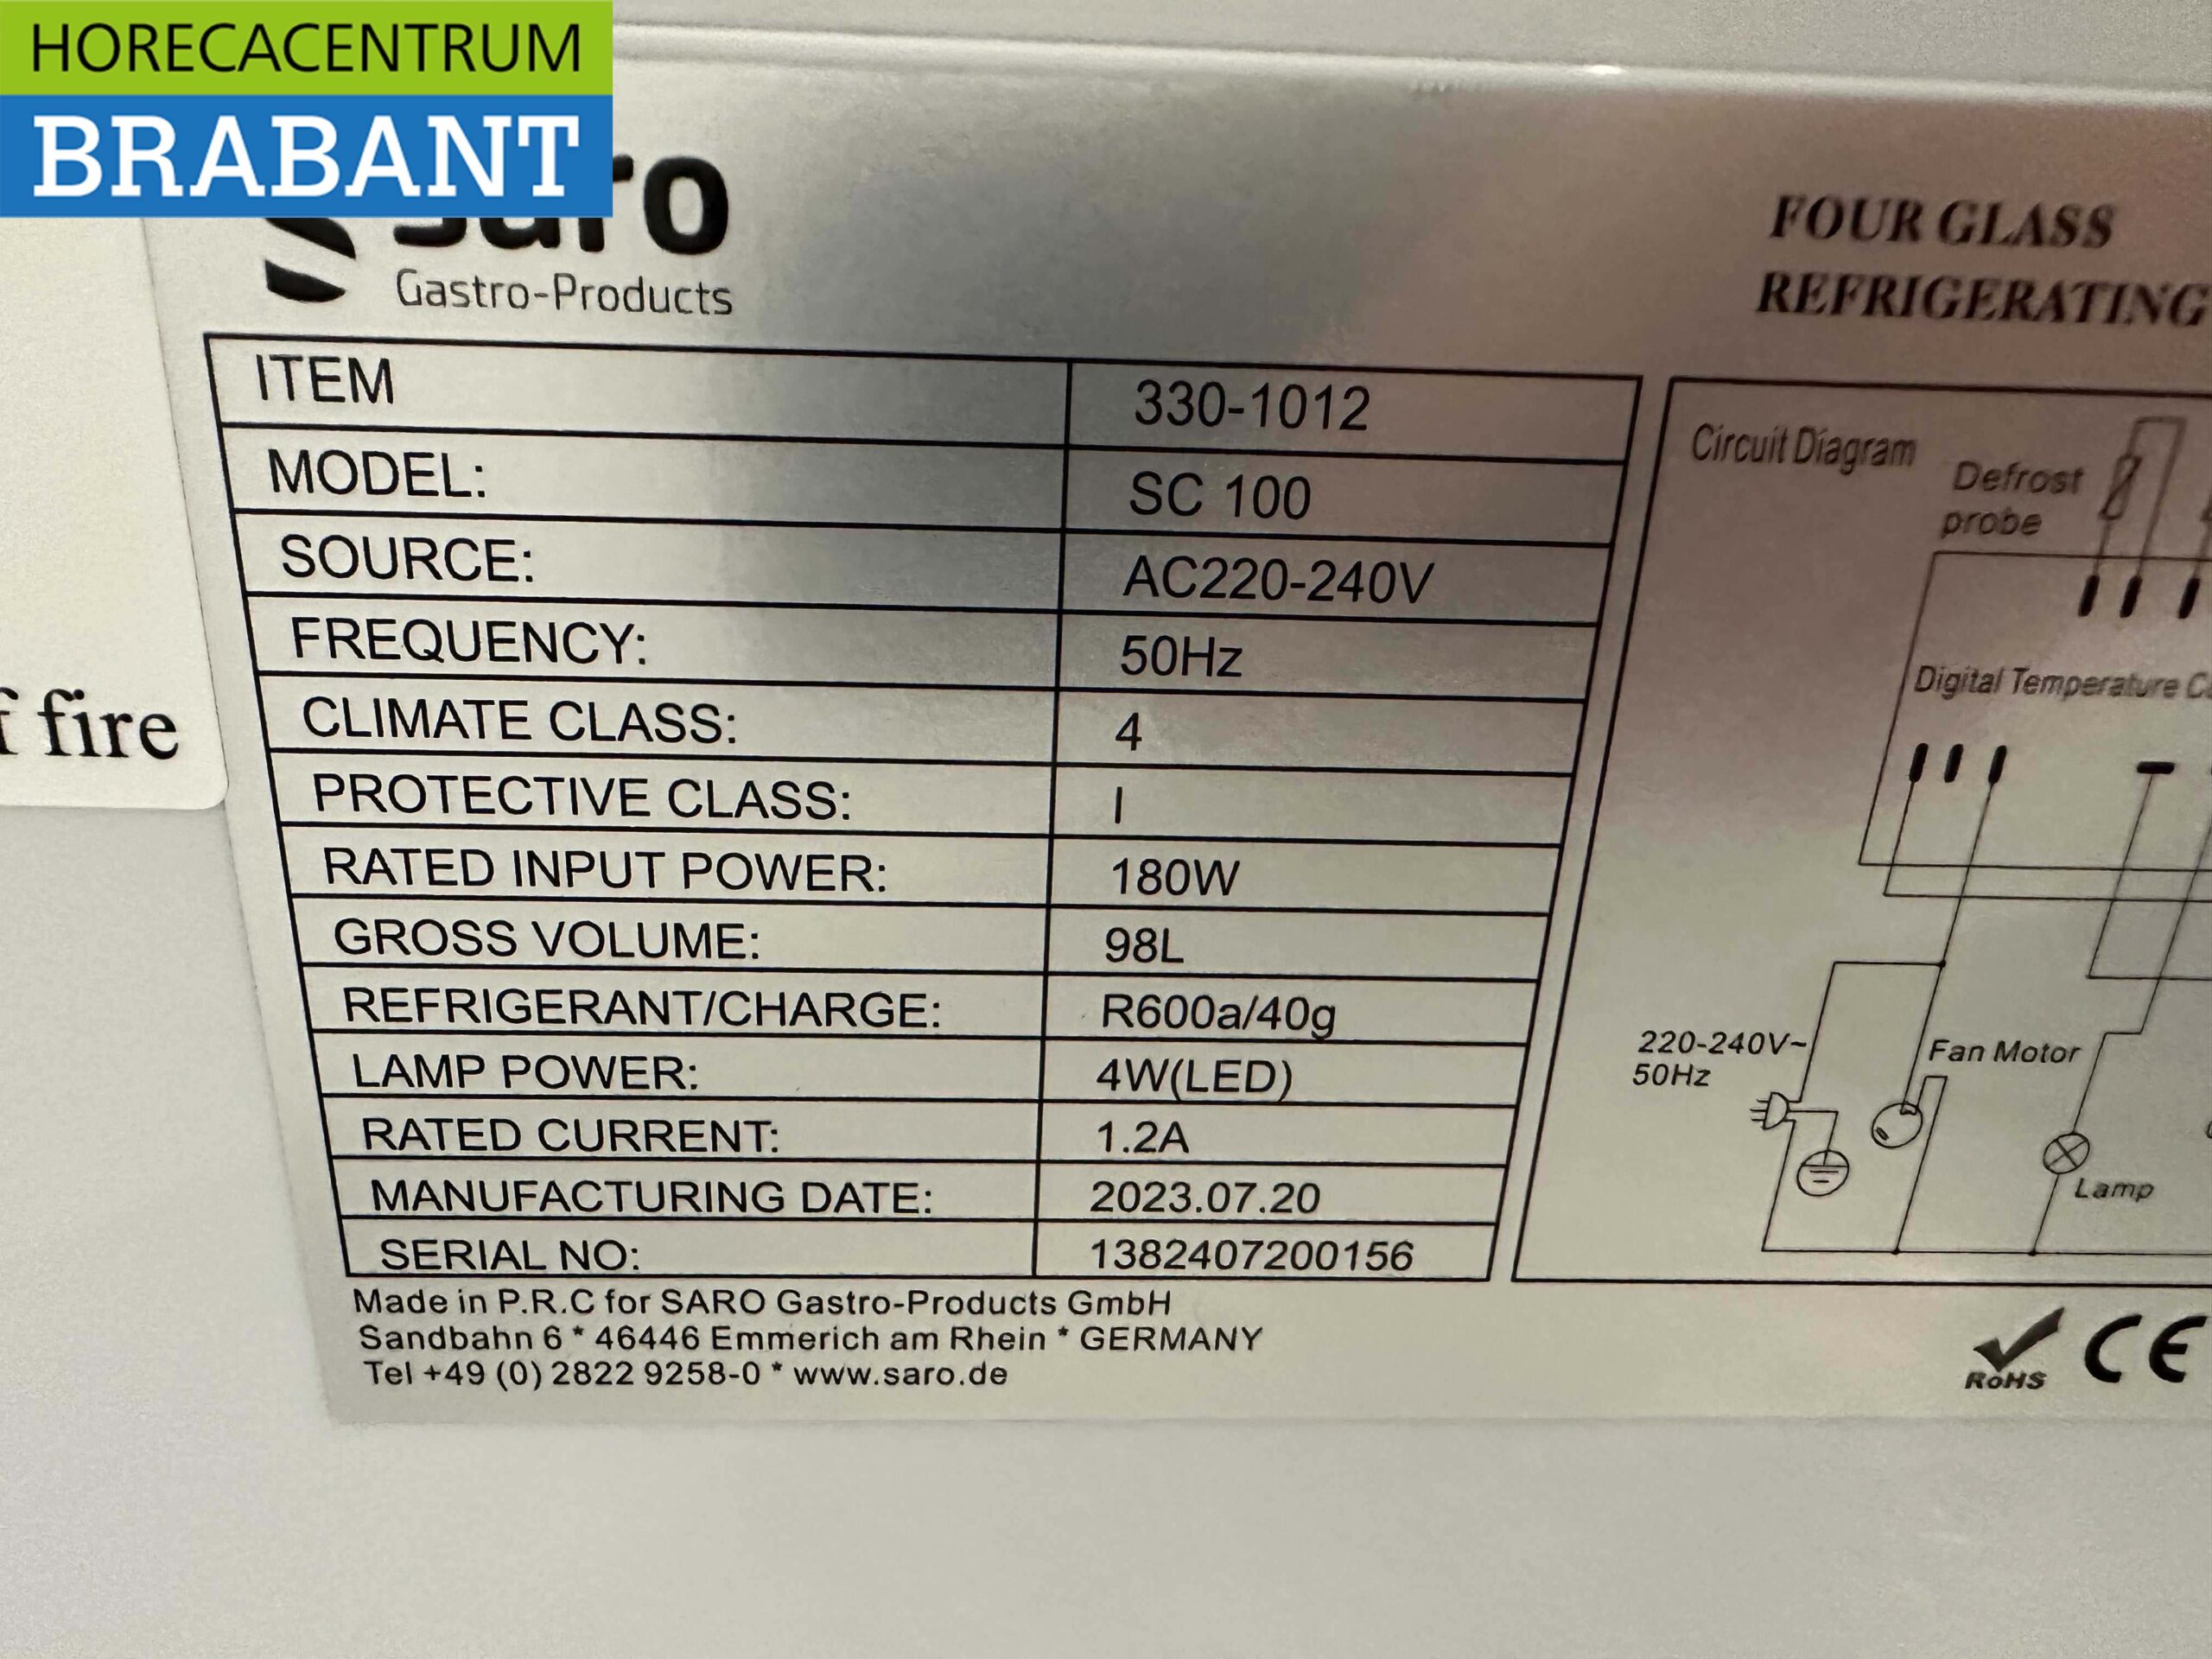 HORECACENTRUM
BRABANT
saro
Gastro-Products
FOUR GLASS
REFRIGERATING
ITEM 330-1012
MODEL: SC 100
SOURCE: AC220-240V
FREQUENCY: 50Hz
CLIMATE CLASS: 4
PROTECTIVE CLASS: I
RATED INPUT POWER: 180W
GROSS VOLUME: 98L
REFRIGERANT/CHARGE: R600a/40g
LAMP POWER: 4W(LED)
RATED CURRENT: 1.2A
MANUFACTURING DATE: 2023.07.20
SERIAL NO: 1382407200156
Made in P.R.C for SARO Gastro-Products GmbH
Sandbahn 6 * 46446 Emmerich am Rhein * GERMANY
Tel +49 (0) 2822 9258-0 * www.saro.de
fire
Circuit Diagram
Defrost
probe
Digital Temperature
220-240V~
50Hz
Fan Motor
Lamp
RoHS
CE